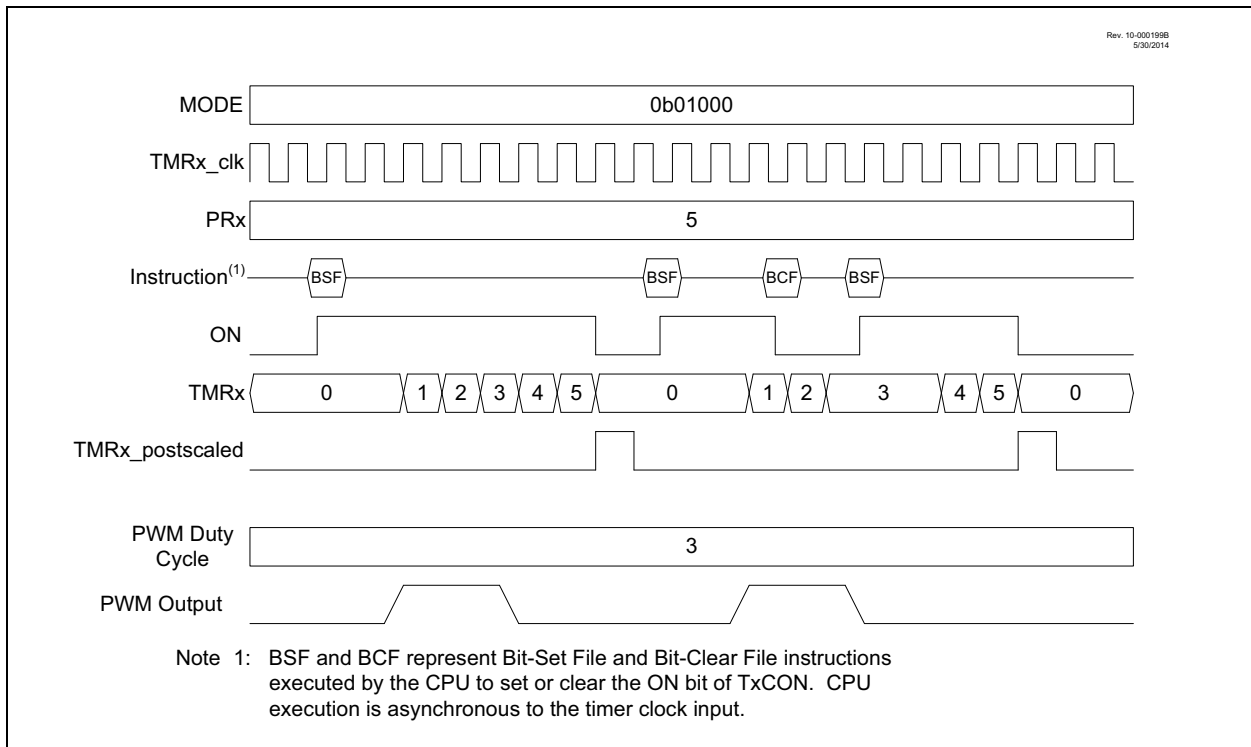 Rev. 10-000199B
5/30/2014
MODE 0b01000
TMRx_clk
PRx 5
Instruction(1) BSF BSF BCF BSF
ON
TMRx 0 1 2 3 4 5 0 1 2 3 4 5 0
TMRx_postscaled
PWM Duty
Cycle 3
PWM Output
Note 1: BSF and BCF represent Bit-Set File and Bit-Clear File instructions
executed by the CPU to set or clear the ON bit of TxCON. CPU
execution is asynchronous to the timer clock input.